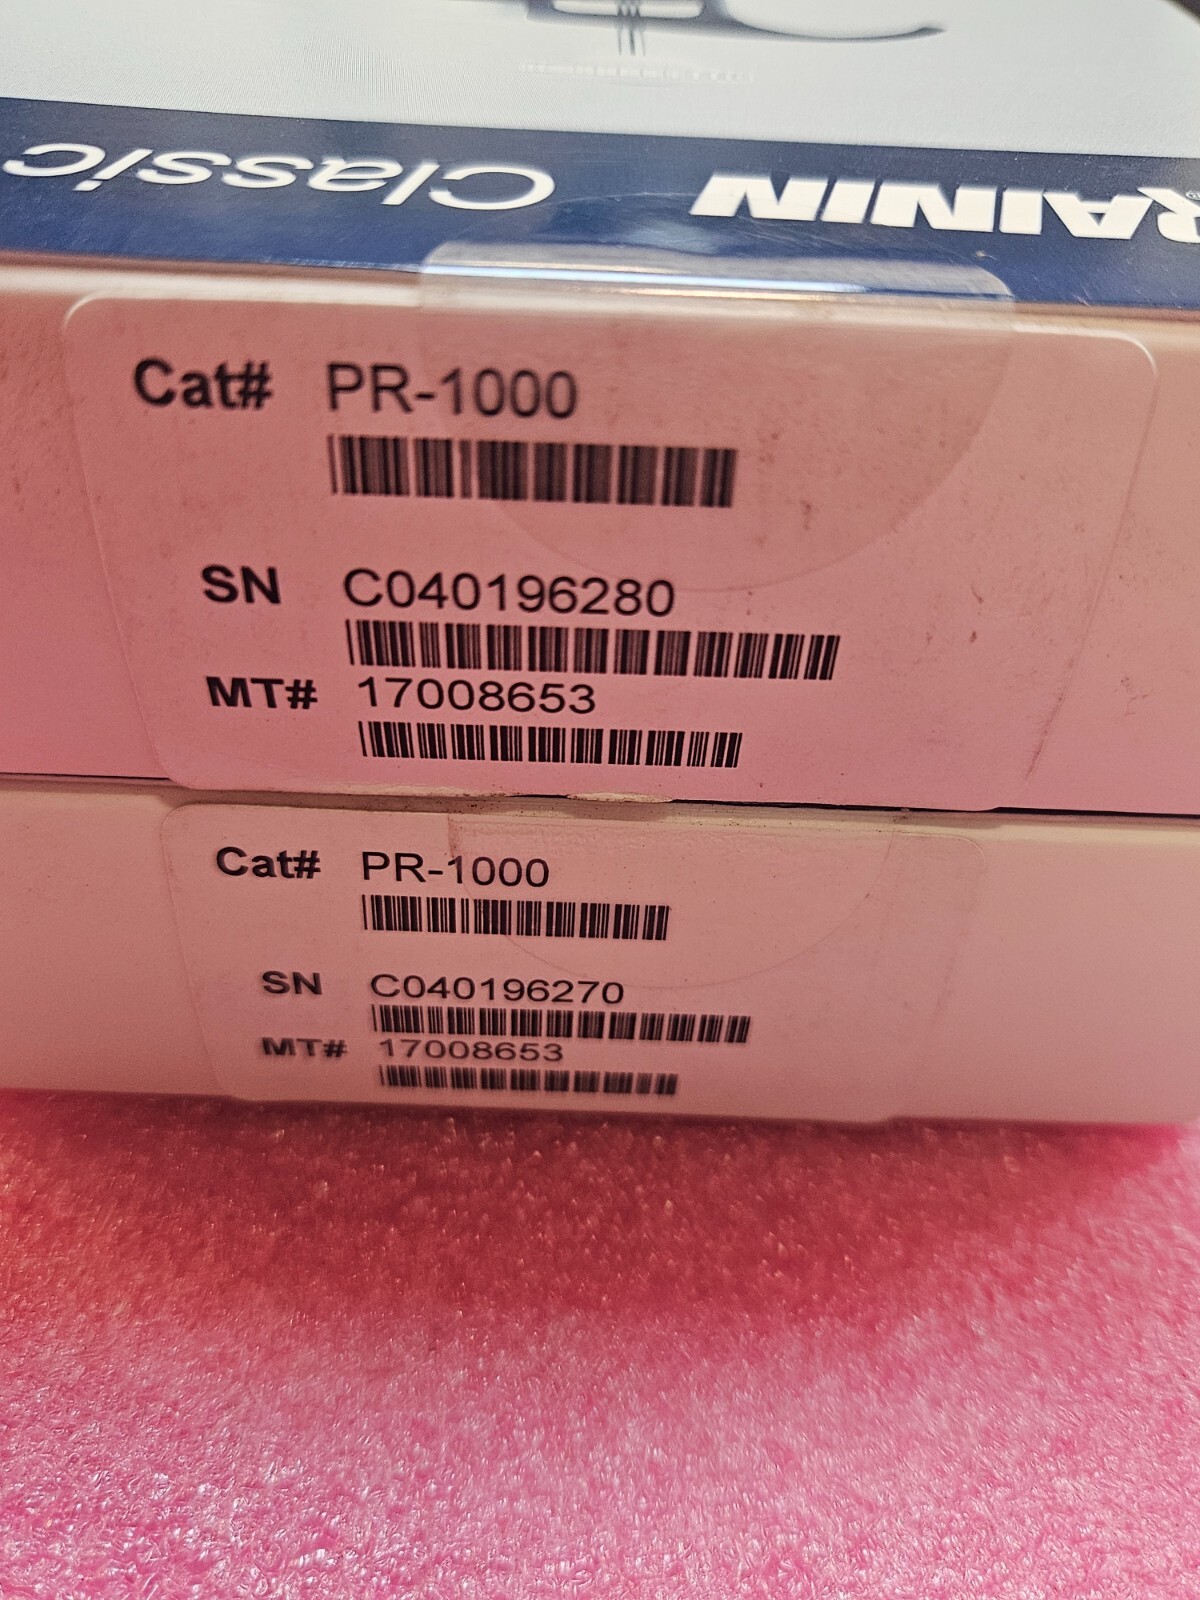 RAININ Classic
Cat# PR-1000
SN C040196280
MT# 17008653
Cat# PR-1000
SN C040196270
MT# 17008653